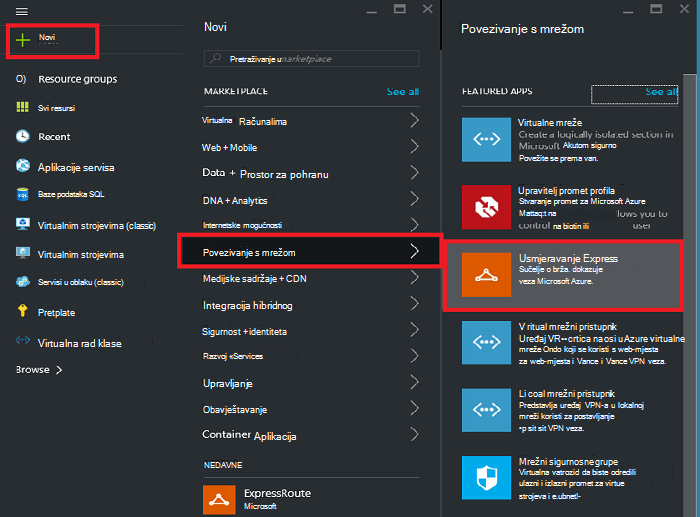 Novi
Resource groups
Svi resursi
Recent
Aplikacije servisa
Baze podataka SQL
Virtualnim strojevima (classic)
Virtualnim strojevima
Servisi u oblaku (classic)
Pretplate
Virtualna rad klase
Browse
Novi
Pretraživanje u marketplace
MARKETPLACE
See all
Virtualna Računalima
Web + Mobile
Data + Prostor za pohranu
DNA + Analytics
Internetske mogućnosti
Povezivanje s mrežom
Medijske sadržaje + CDN
Integracija hibridnog
Sigurnost +identiteta
Razvoj «Services
Upravljanje
Obavještavanje
Container Aplikacija
NEDAVNE
ExpressRoute
Microsoft
Povezivanje s mrežom
FEATURED APPS
See all
Virtualne mreže
Create a logically isolated section in
Microsoft Akutom sigurno
Povežite se prema van.
Upravitelj promet profila
Stvaranje promet za Microsoft Azure
Mattaq:t na lows you to
control na biotin ili user
Usmjeravanje Express
Sučelje o brža. dokazuje
veza Microsoft Azure.
V ritual mrežni pristupnik
Uređaj VR--crtica na osi u Azure virtualne
mreže Ondo koji se koristi s web-mjesta
za web-mjesta i Vance i Vance VPN veza.
Li coal mrežni pristupnik
Predstavlja uređaj VPN-a u lokalnoj
mreži koristi za postavljanje
•p sit sit VPN veza.
Mrežni sigurnosne grupe
Virtualna vatrozid da biste odredili
ulazni i izlazni promet za virtue
strojeva i e.ubnet!-